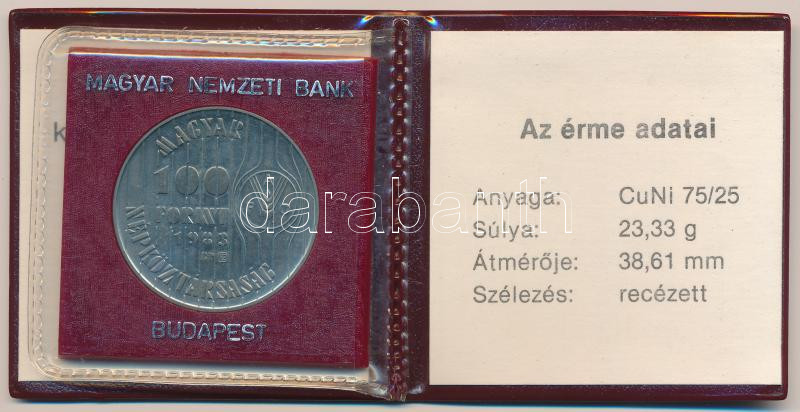 MAGYAR NEMZETI BANK
MAGYAR
100
FORINT
1983
NÉPKÖZTÁRSASÁG
BUDAPEST
Az érme adatai
Anyaga: CuNi 75/25
Súlya: 23,33 g
Átmérője: 38,61 mm
Szélezés: recézett
darabanth